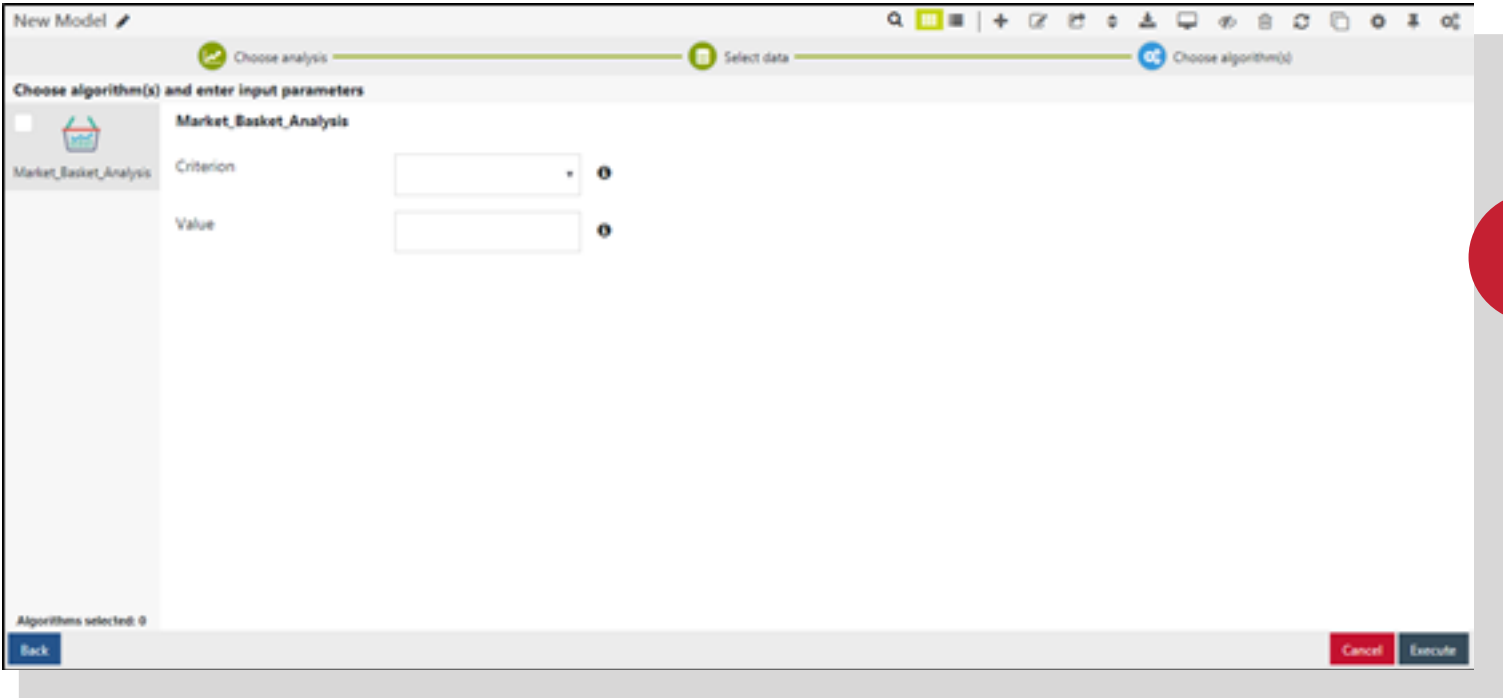 New Model
Choose analysis
Select data
Choose algorithm(s)
Choose algorithm(s) and enter input parameters
Market_Basket_Analysis
Market_Basket_Analysis
Criterion
Value
Algorithms selected: 0
Back
Cancel
Execute